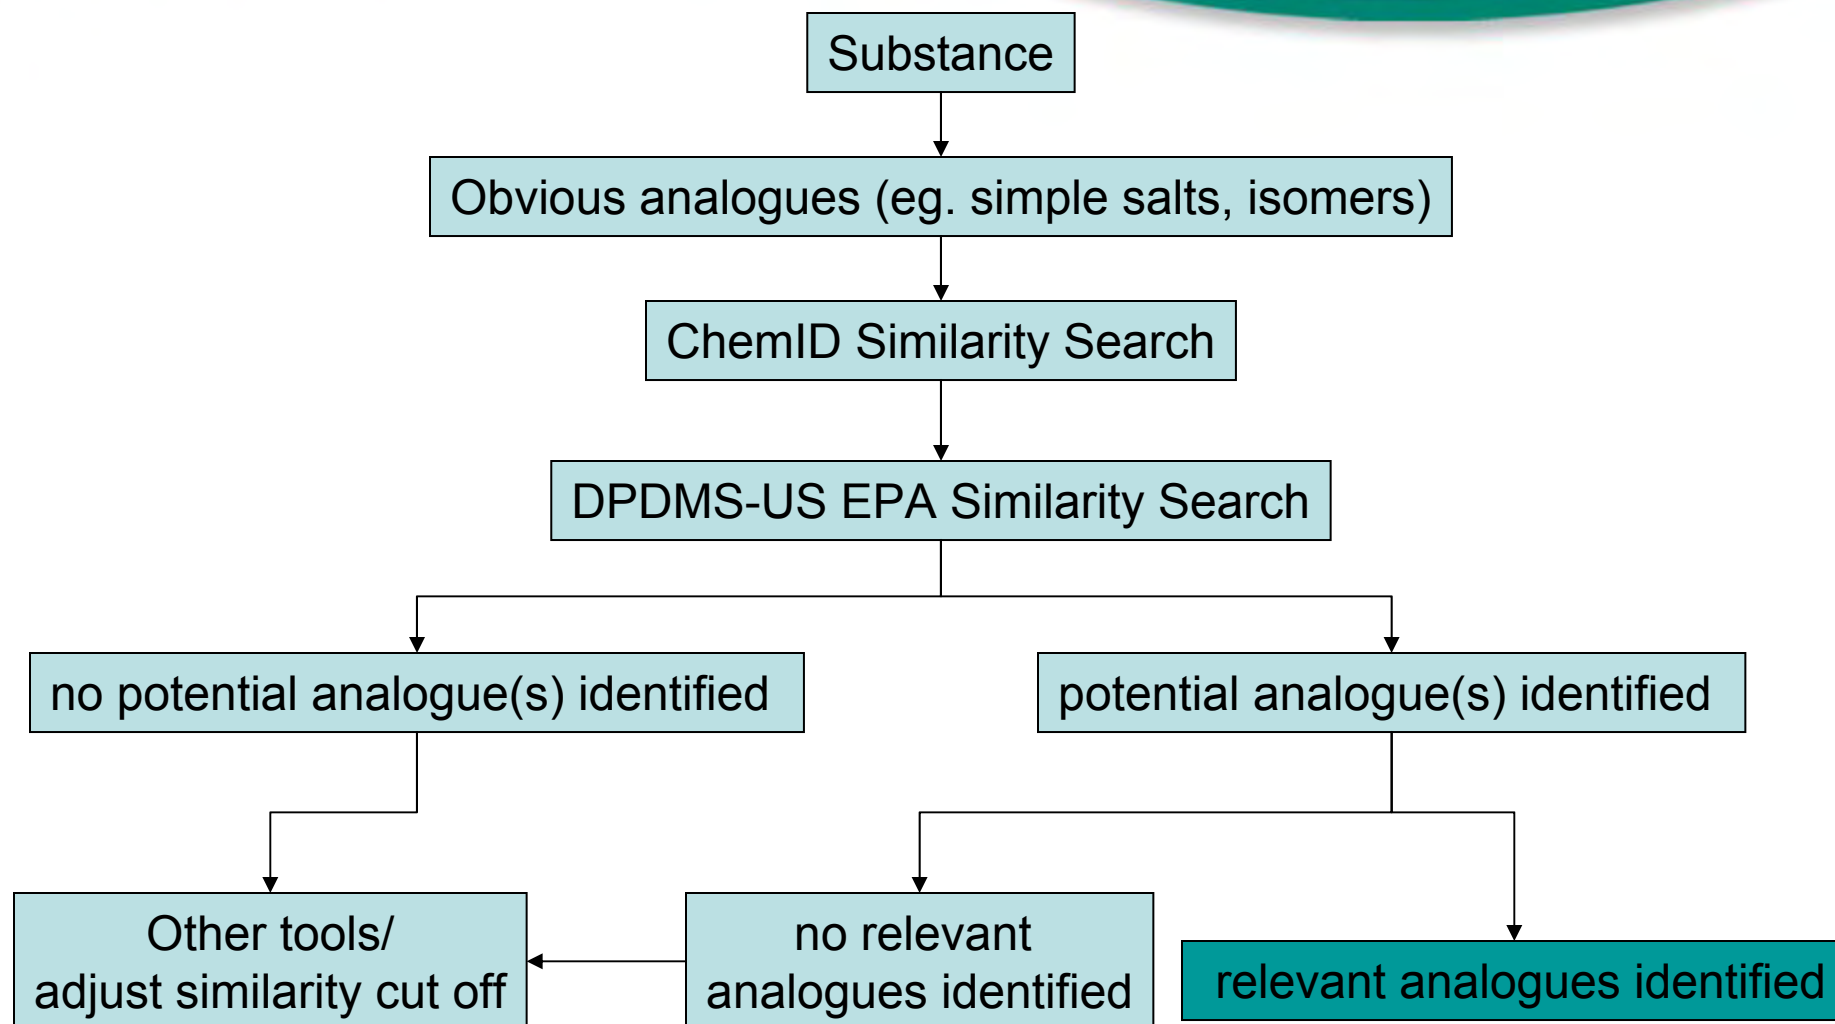 Substance
Obvious analogues (eg. simple salts, isomers)
ChemID Similarity Search
DPDMS-US EPA Similarity Search
no potential analogue(s) identified
potential analogue(s) identified
Other tools/
adjust similarity cut off
no relevant
analogues identified
relevant analogues identified